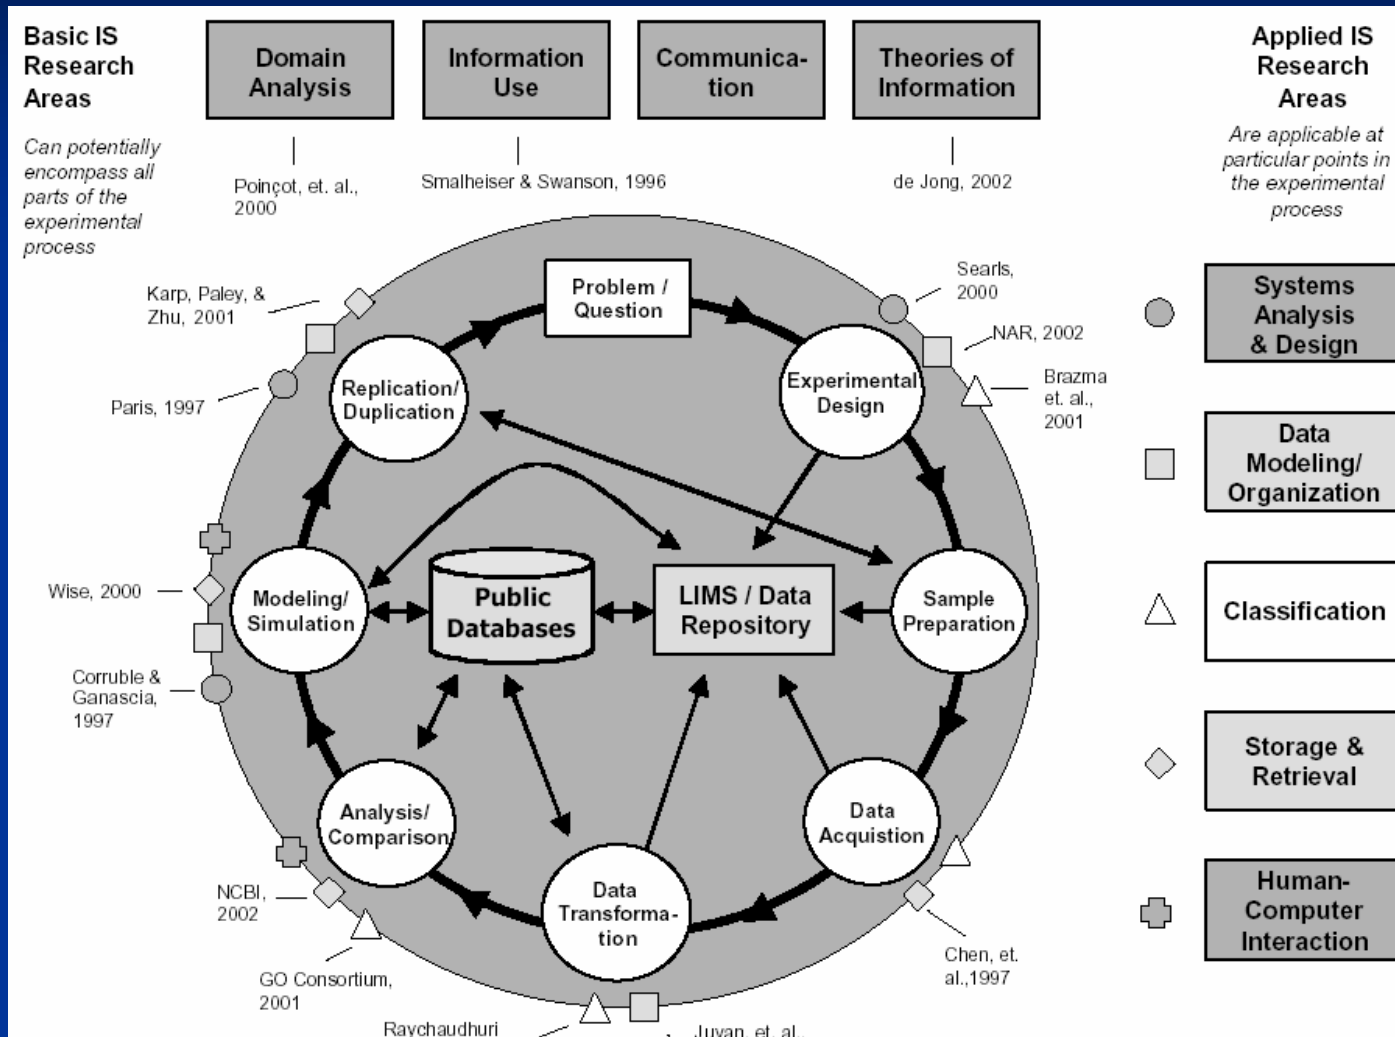 Basic IS
Research
Areas
Can potentially
encompass all
parts of the
experimental
process
Domain
Analysis
Information
Use
Communica-
tion
Theories of
Information
Poinçot, et. al.,
2000
Smalheiser & Swanson, 1996
de Jong, 2002
Applied IS
Research
Areas
Are applicable at
particular points in
the experimental
process
Karp, Paley, &
Zhu, 2001
Paris, 1997
Problem /
Question
Searls,
2000
NAR, 2002
Brazma
et. al.,
2001
Replication/
Duplication
Experimental
Design
Wise, 2000
Corruble &
Ganascia,
1997
Modeling/
Simulation
Public
Databases
LIMS / Data
Repository
Sample
Preparation
Analysis/
Comparison
Data
Transforma-
tion
Data
Acquistion
NCBI,
2002
GO Consortium,
2001
Raychaudhuri
Juvan, et. al.,
Chen, et.
al.,1997
Systems
Analysis
& Design
Data
Modeling/
Organization
Classification
Storage &
Retrieval
Human-
Computer
Interaction